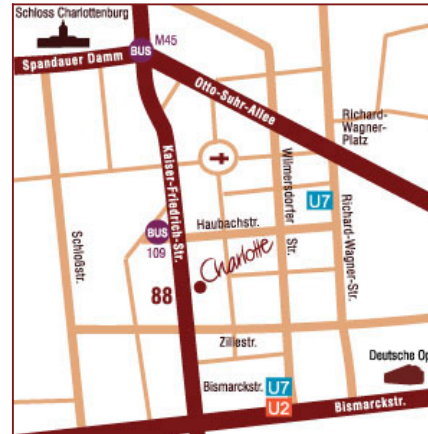 Schloss Charlottenburg
M45
BUS
Spandauer Damm
Otto-Suhr-Allee
Richard-
Wagner-
Platz
Kaiser-Friedrich-Str.
Wilmersdorfer
Str.
U7
Richard-Wagner-Str.
Schloßstr.
BUS
109
Haubachstr.
Charlotte
88
Zillestr.
Deutsche Op
Bismarckstr.
U7
U2
Bismarckstr.